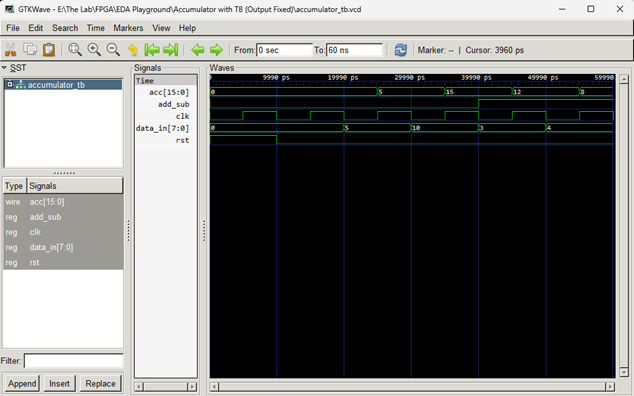 GTKWave - E:\The Lab\FPGA\EDA Playground\Accumulator with TB (Output Fixed)\accumulator_tb.vcd
File Edit Search Time Markers View Help
From: 0 sec To: 60 ns Marker: -- | Cursor: 3960 ps
SST
accumulator_tb
Type Signals
wire acc[15:0]
reg add_sub
reg clk
reg data_in[7:0]
reg rst
Filter:
Append Insert Replace
Signals
Time
acc[15:0]
add_sub
clk
data_in[7:0]
rst
Waves
0 9990 ps 19990 ps 29990 ps 39990 ps 49990 ps 59990
0 5 15 12 8
0 5 10 3 4